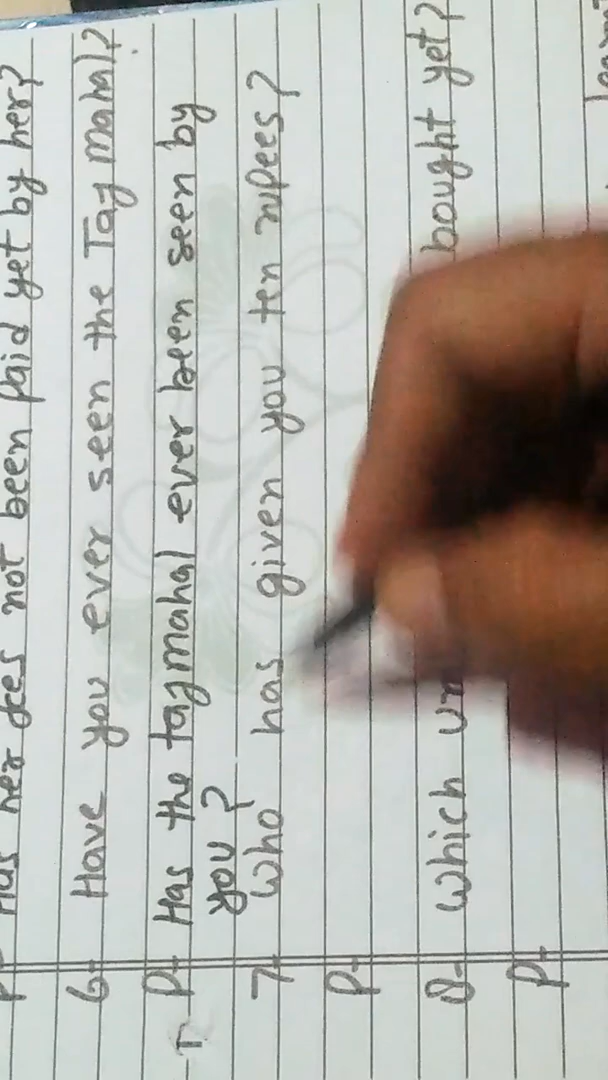 P- Has her fees not been paid yet by her?
6- Have you ever seen the Taj Mahal?
P- Has the tajmahal ever been seen by
you?
7- Who has given you ten rupees?
P-
8- Which bought yet?
P-